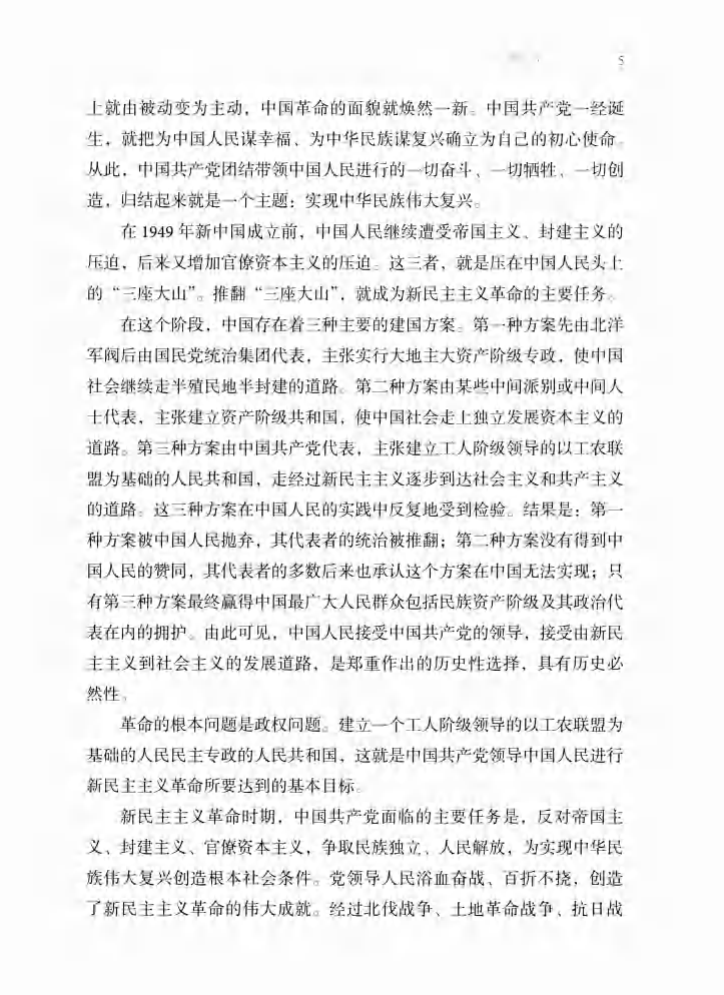 5
上就由被动变为主动，中国革命的面貌就焕然一新。中国共产党一经诞
生，就把为中国人民谋幸福、为中华民族谋复兴确立为自己的初心使命。
从此，中国共产党团结带领中国人民进行的一切奋斗、一切牺牲、一切创
造，归结起来就是一个主题：实现中华民族伟大复兴。
在1949年新中国成立前，中国人民继续遭受帝国主义、封建主义的
压迫，后来又增加官僚资本主义的压迫。这三者，就是压在中国人民头上
的“三座大山”。推翻“三座大山”，就成为新民主主义革命的主要任务。
在这个阶段，中国存在着三种主要的建国方案。第一种方案先由北洋
军阀后由国民党统治集团代表，主张实行大地主大资产阶级专政，使中国
社会继续走半殖民地半封建的道路。第二种方案由某些中间派别或中间人
士代表，主张建立资产阶级共和国，使中国社会走上独立发展资本主义的
道路。第三种方案由中国共产党代表，主张建立工人阶级领导的以工农联
盟为基础的人民共和国，走经过新民主主义逐步到达社会主义和共产主义
的道路。这三种方案在中国人民的实践中反复地受到检验。结果是：第一
种方案被中国人民抛弃，其代表者的统治被推翻；第二种方案没有得到中
国人民的赞同，其代表者的多数后来也承认这个方案在中国无法实现；只
有第三种方案最终赢得中国最广大人民群众包括民族资产阶级及其政治代
表在内的拥护。由此可见，中国人民接受中国共产党的领导，接受由新民
主主义到社会主义的发展道路，是郑重作出的历史性选择，具有历史必
然性。
革命的根本问题是政权问题。建立一个工人阶级领导的以工农联盟为
基础的人民民主专政的人民共和国，这就是中国共产党领导中国人民进行
新民主主义革命所要达到的基本目标。
新民主主义革命时期，中国共产党面临的主要任务是，反对帝国主
义、封建主义、官僚资本主义，争取民族独立、人民解放，为实现中华民
族伟大复兴创造根本社会条件。党领导人民浴血奋战、百折不挠，创造
了新民主主义革命的伟大成就。经过北伐战争、土地革命战争、抗日战